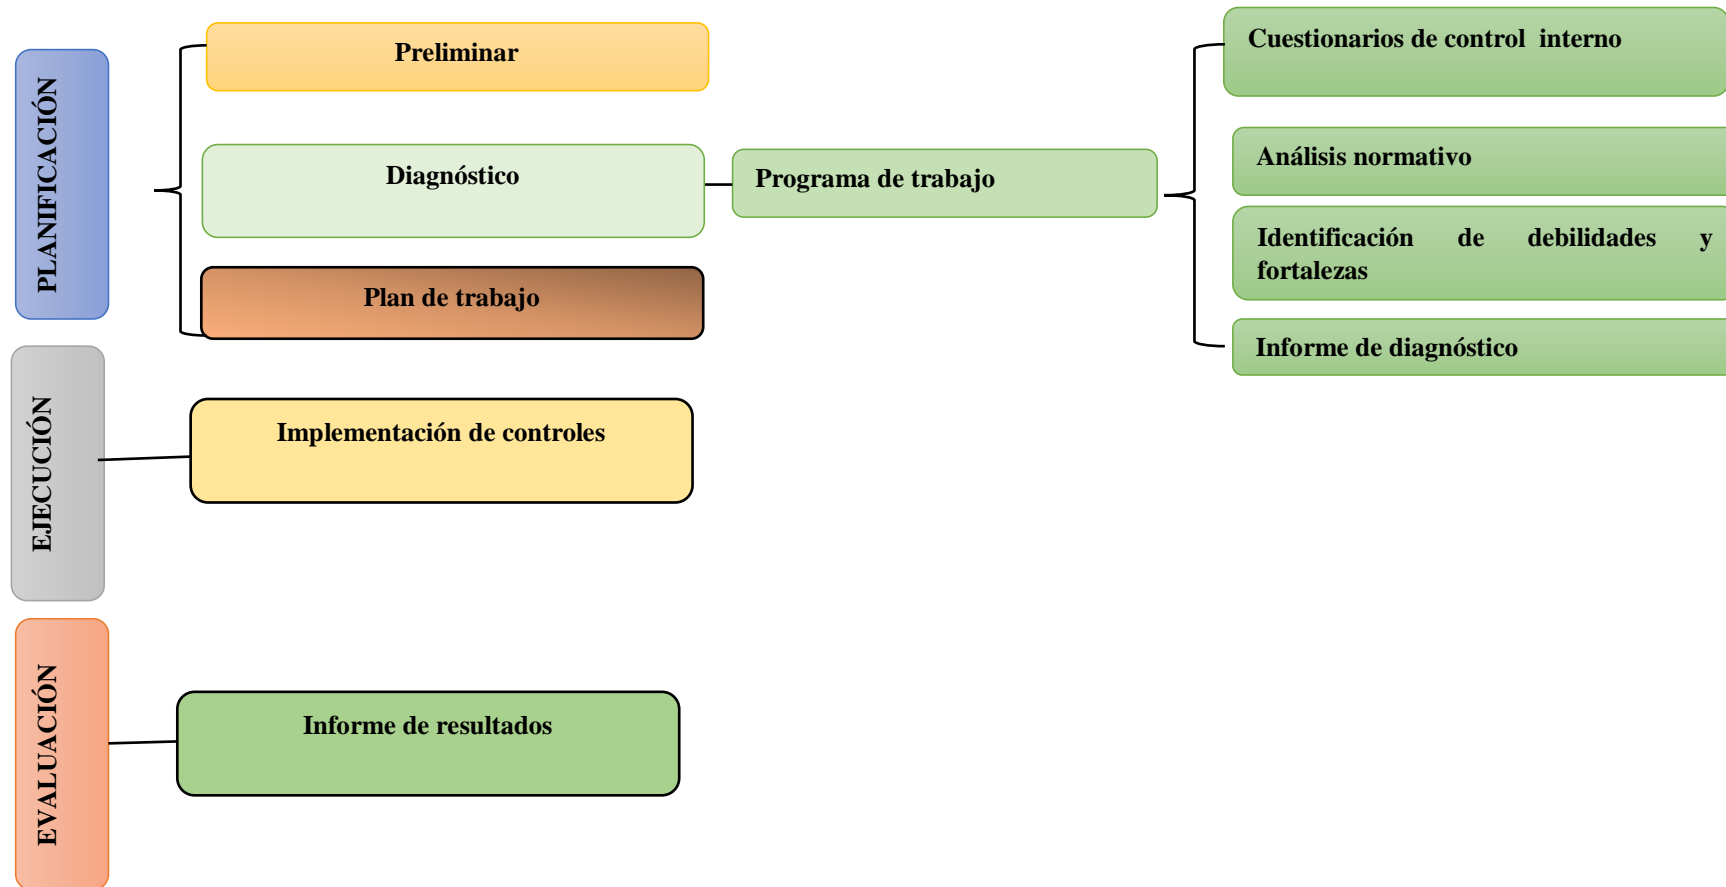 PLANIFICACIÓN
Preliminar
Diagnóstico
Plan de trabajo
Programa de trabajo
Cuestionarios de control interno
Análisis normativo
Identificación de debilidades y
fortalezas
Informe de diagnóstico
EJECUCIÓN
Implementación de controles
EVALUACIÓN
Informe de resultados